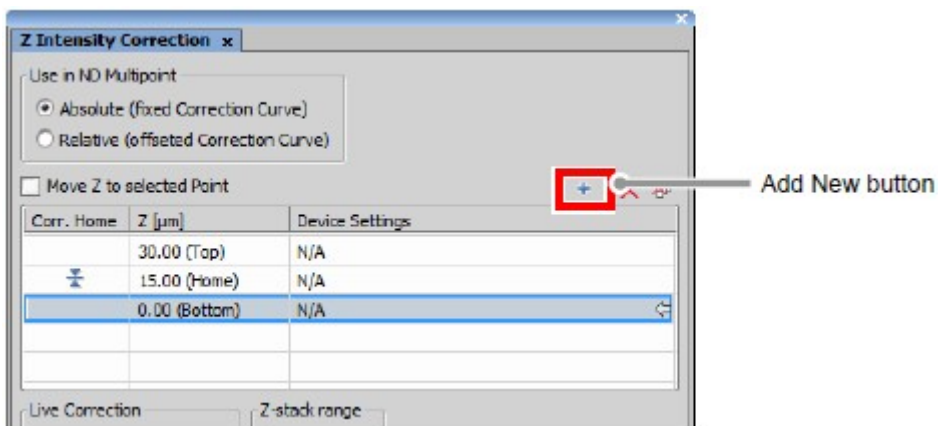 Z Intensity Correction x
Use in ND Multipoint
Absolute (fixed Correction Curve)
Relative (offseted Correction Curve)
Move Z to selected Point
Add New button
Corr. Home Z [µm] Device Settings
30.00 (Top) N/A
15.00 (Home) N/A
0.00 (Bottom) N/A
Live Correction Z-stack range